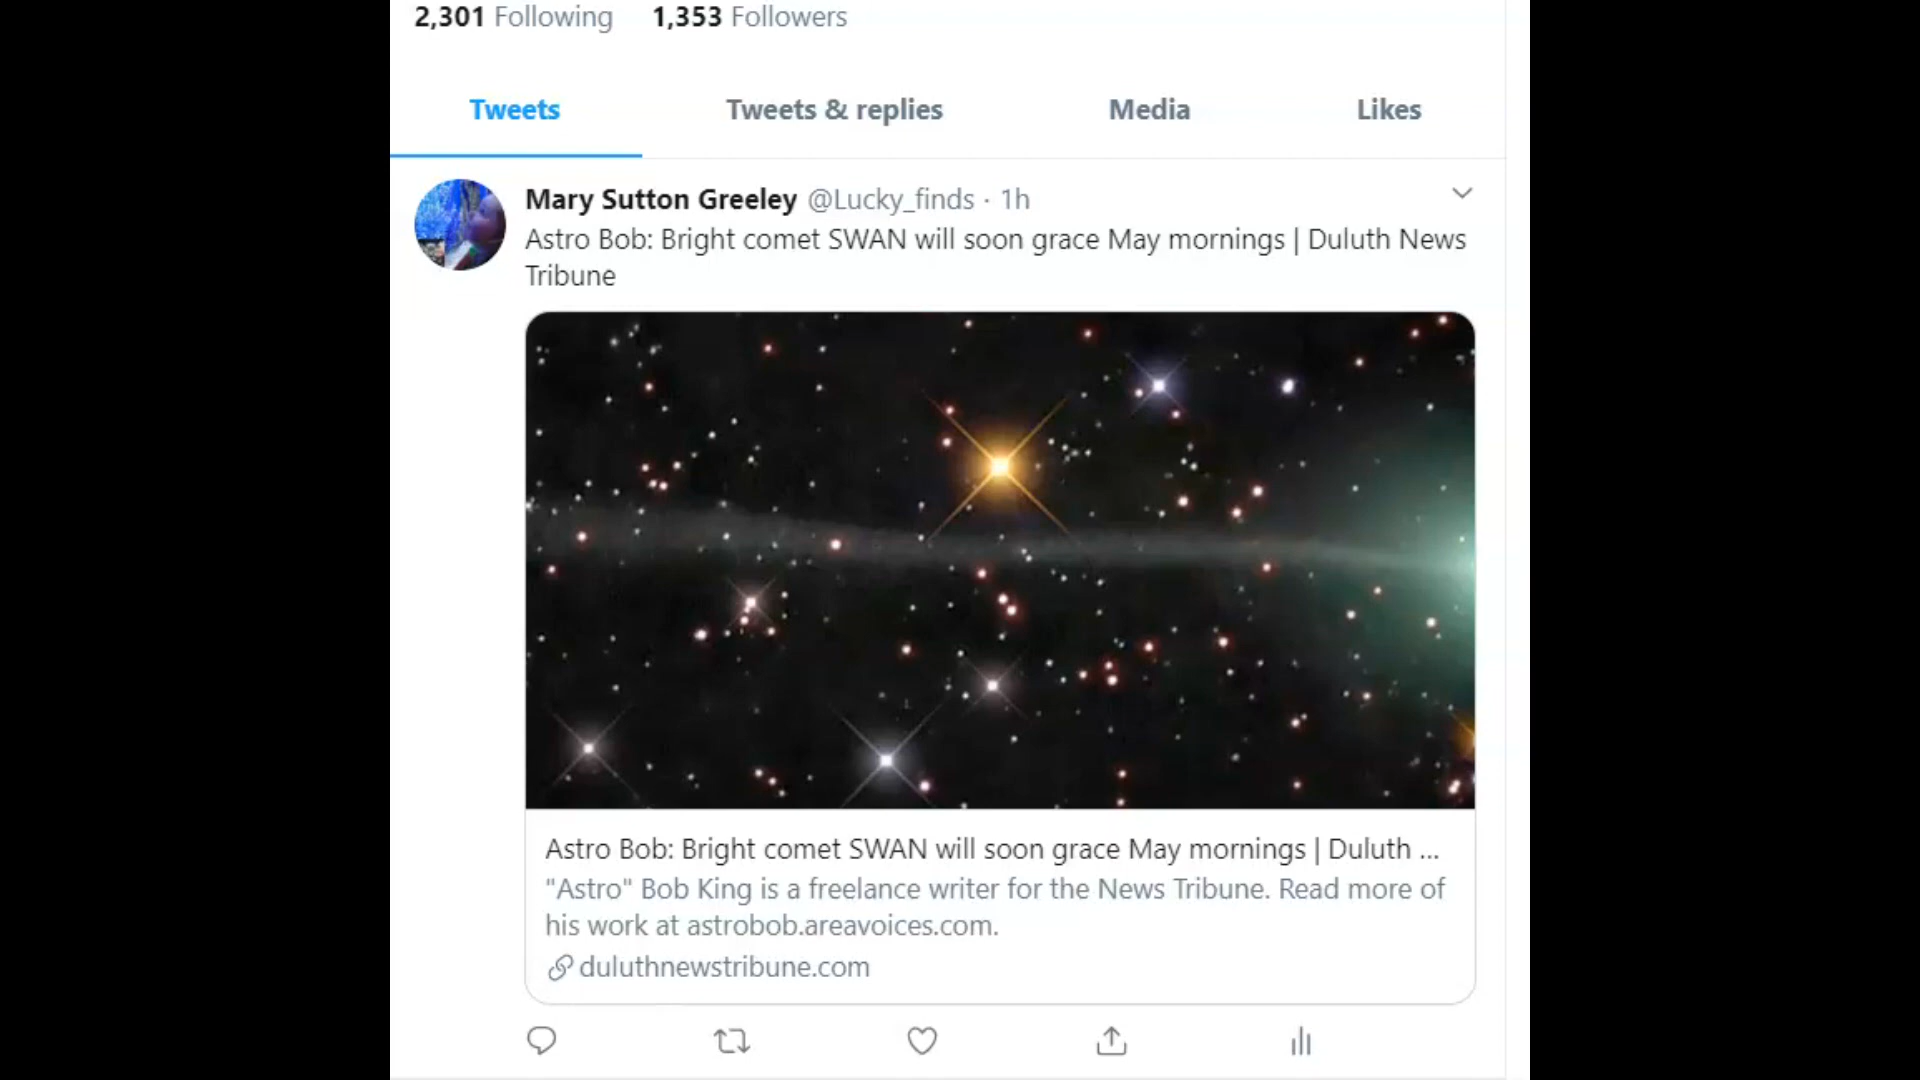 2,301 Following 1,353 Followers
Tweets Tweets & replies Media Likes
Mary Sutton Greeley @Lucky_finds · 1h
Astro Bob: Bright comet SWAN will soon grace May mornings | Duluth News
Tribune
Astro Bob: Bright comet SWAN will soon grace May mornings | Duluth ...
"Astro" Bob King is a freelance writer for the News Tribune. Read more of
his work at astrobob.areavoices.com.
duluthnewstribune.com